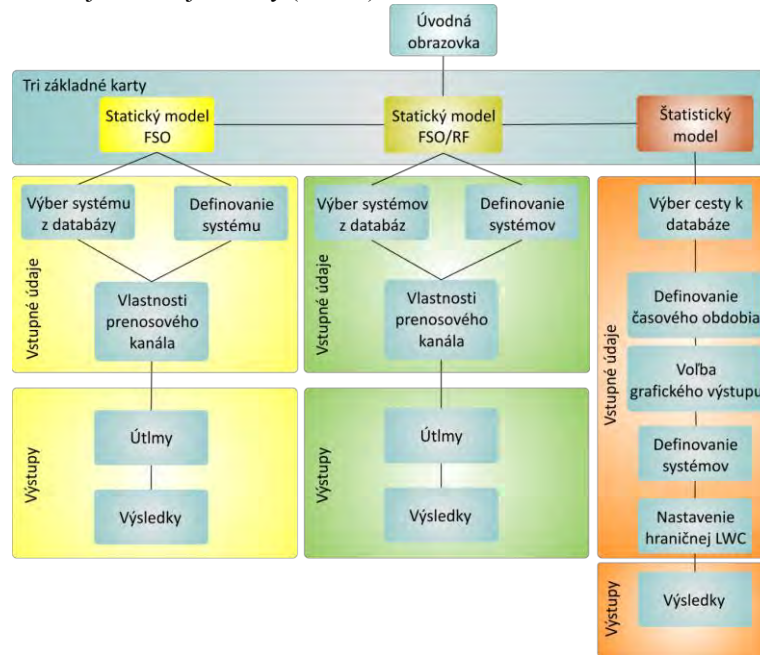 Úvodná
obrazovka
Tri základné karty
Statický model
FSO
Statický model
FSO/RF
Štatistický
model
Vstupné údaje
Výber systému
z databázy
Definovanie
systému
Vlastnosti
prenosového
kanála
Výstupy
Útlmy
Výsledky
Vstupné údaje
Výber systémov
z databáz
Definovanie
systémov
Vlastnosti
prenosového
kanála
Výstupy
Útlmy
Výsledky
Vstupné údaje
Výber cesty k
databáze
Definovanie
časového obdobia
Voľba
grafického výstupu
Definovanie
systémov
Nastavenie
hraničnej LWC
Výstupy
Výsledky